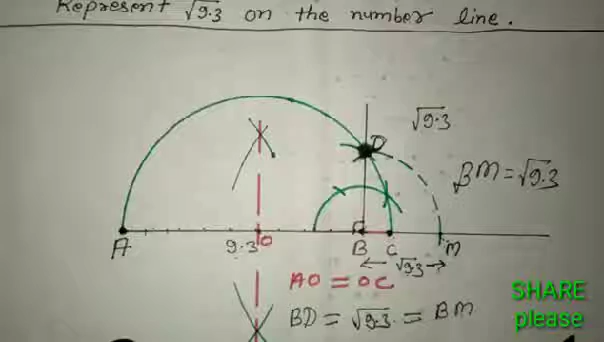 Represent √9.3 on the number line.
√9.3
D
BM = √9.3
A
9.3
O
B
C
M
√9.3
AO = OC
BD = √9.3 = BM
SHARE
please